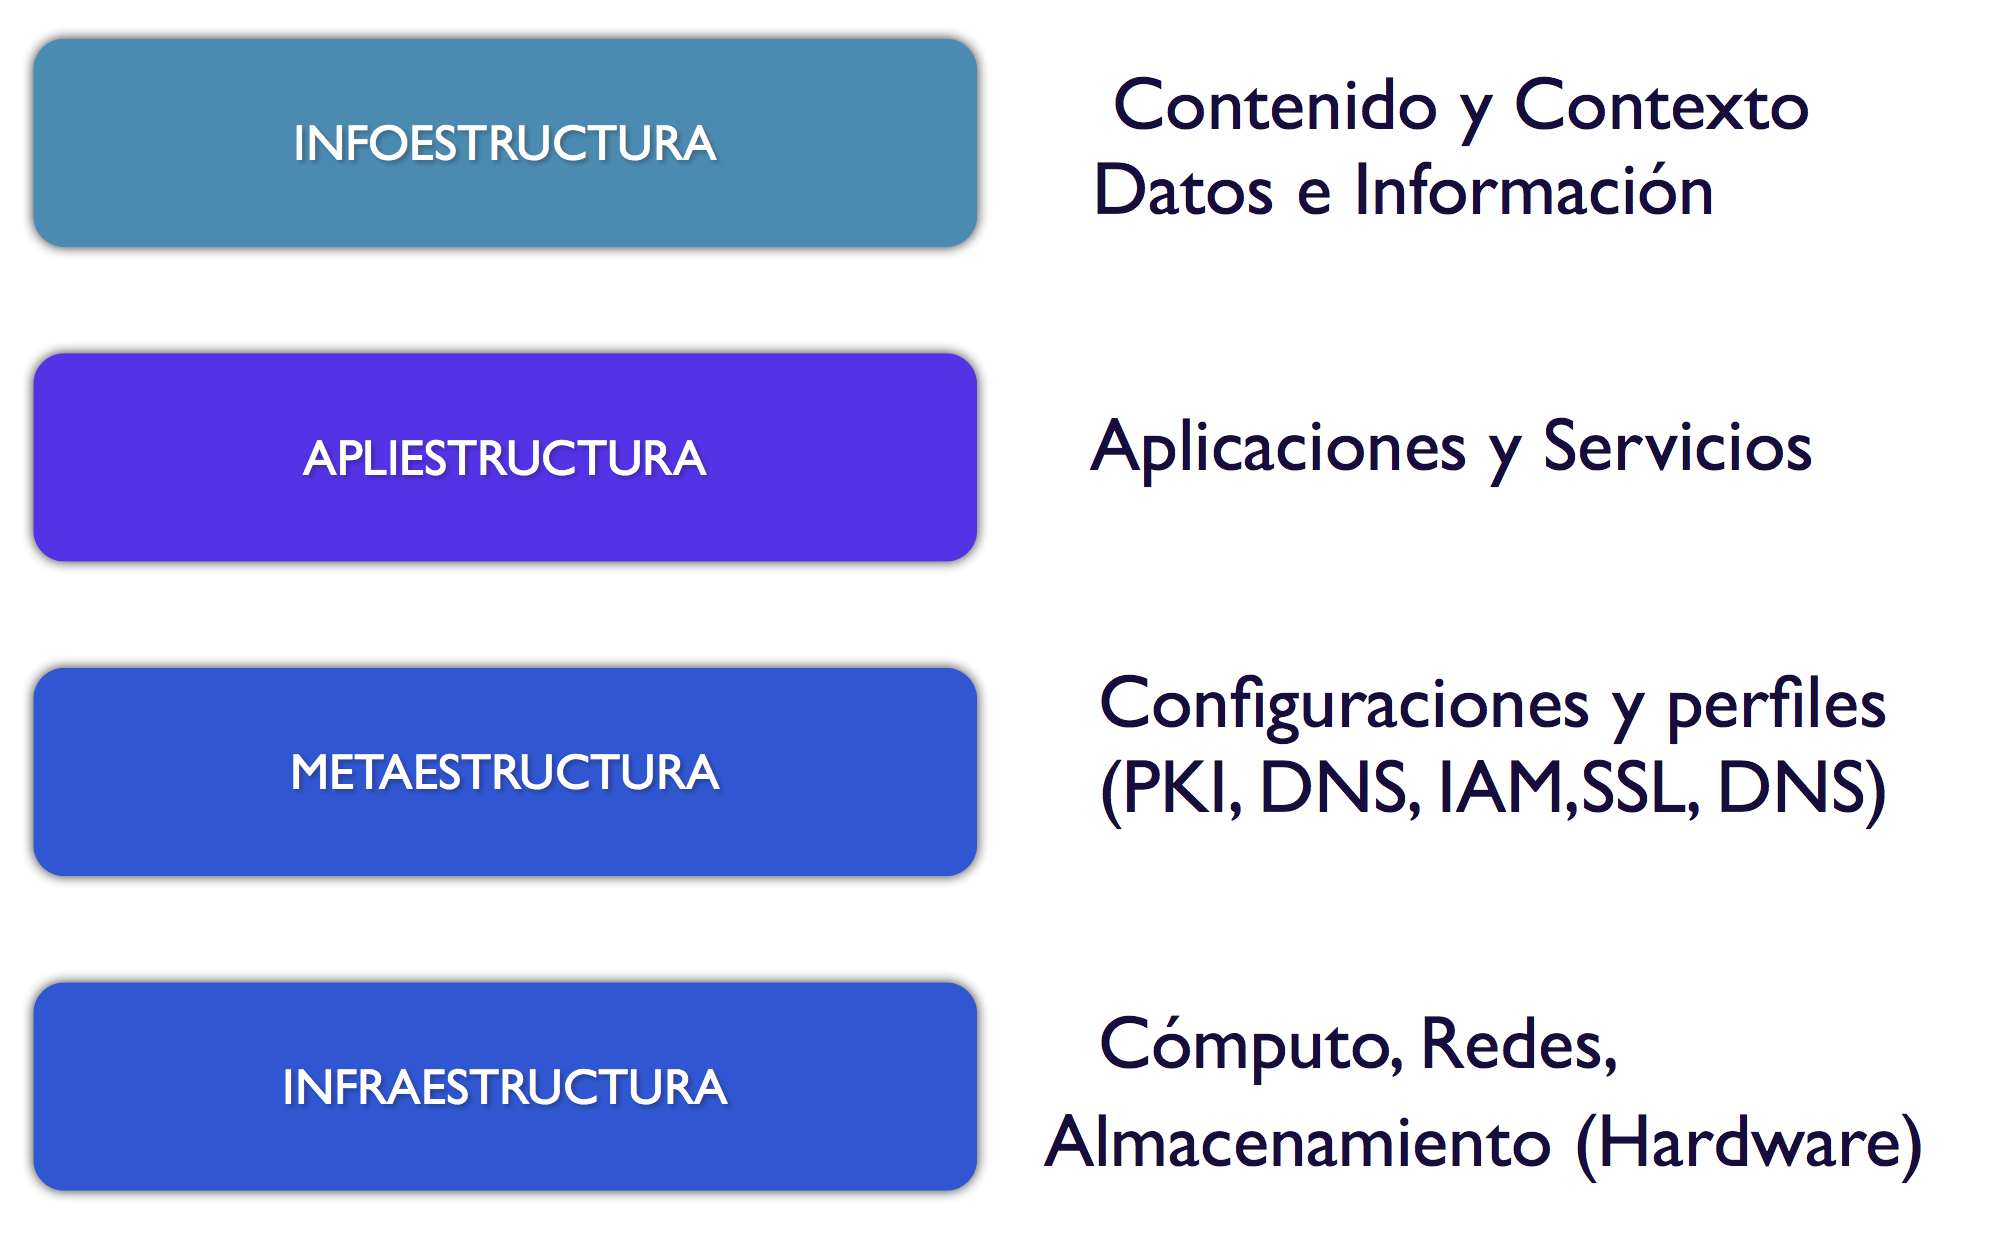 INFOESTRUCTURA
Contenido y Contexto
Datos e Información
APLIESTRUCTURA
Aplicaciones y Servicios
METAESTRUCTURA
Configuraciones y perfiles
(PKI, DNS, IAM,SSL, DNS)
INFRAESTRUCTURA
Cómputo, Redes,
Almacenamiento (Hardware)